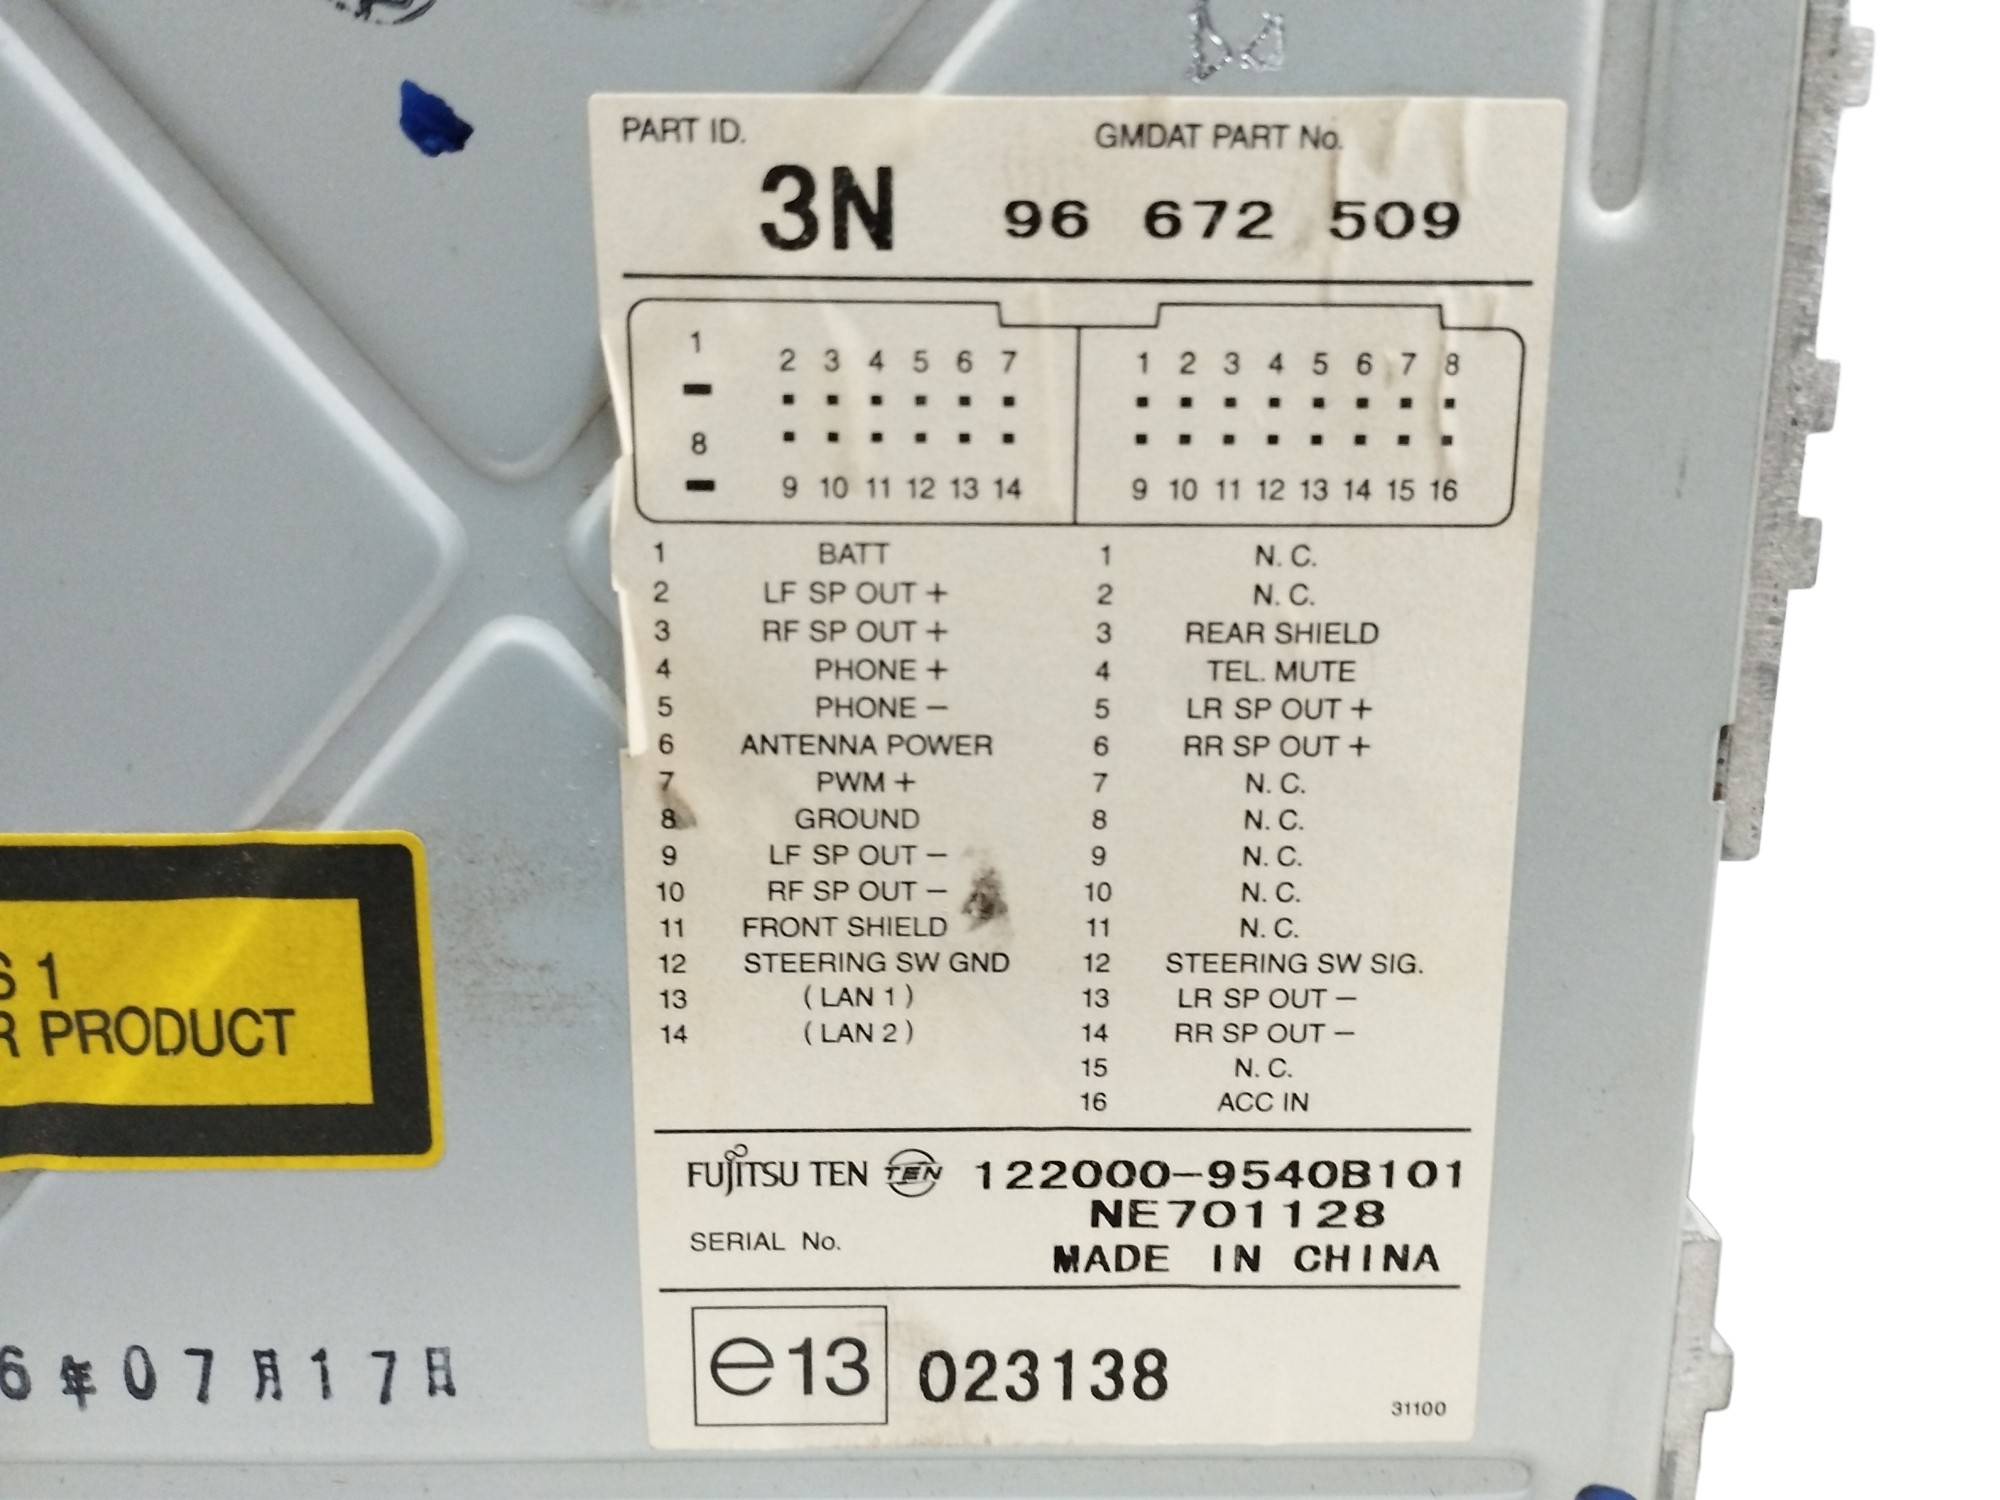 PART ID. GMDAT PART No.
3N 96 672 509
1 2 3 4 5 6 7 1 2 3 4 5 6 7 8
8 9 10 11 12 13 14 9 10 11 12 13 14 15 16
1 BATT 1 N. C.
2 LF SP OUT + 2 N. C.
3 RF SP OUT + 3 REAR SHIELD
4 PHONE + 4 TEL. MUTE
5 PHONE − 5 LR SP OUT +
6 ANTENNA POWER 6 RR SP OUT +
7 PWM + 7 N. C.
8 GROUND 8 N. C.
9 LF SP OUT − 9 N. C.
10 RF SP OUT − 10 N. C.
11 FRONT SHIELD 11 N. C.
12 STEERING SW GND 12 STEERING SW SIG.
13 ( LAN 1 ) 13 LR SP OUT −
14 ( LAN 2 ) 14 RR SP OUT −
15 N. C.
16 ACC IN
FUJITSU TEN TEN 122000-9540B101
NE701128
SERIAL No.
MADE IN CHINA
e13 023138
31100
S 1
R PRODUCT
6年07月17日